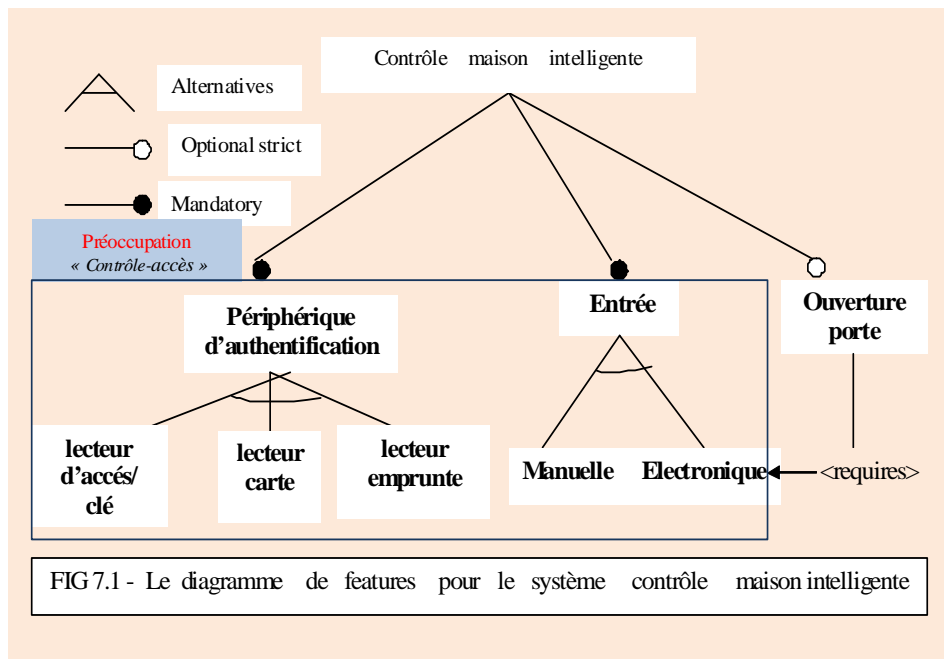 Contrôle maison intelligente
Alternatives
Optional strict
Mandatory
Préoccupation
« Contrôle-accès »
Périphérique
d’authentification
Entrée
Ouverture
porte
lecteur
d’accés/
clé
lecteur
carte
lecteur
emprunte
Manuelle
Electronique
<requires>
FIG 7.1 - Le diagramme de features pour le système contrôle maison intelligente